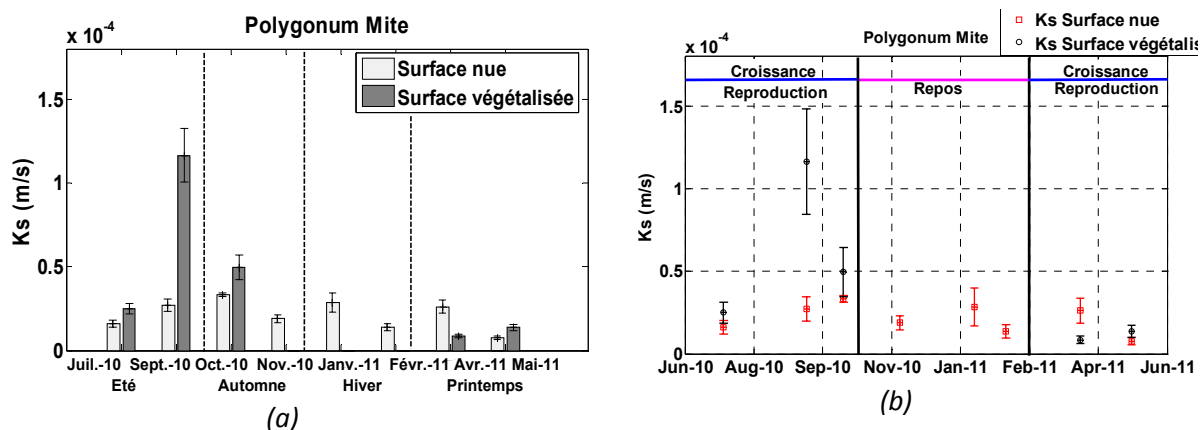 Polygonum Mite
x 10⁻⁴
Surface nue
Surface végétalisée
1.5
1
0.5
0
Ks (m/s)
Juil.-10 Sept.-10 Oct.-10 Nov.-10 Janv.-11 Févr.-11 Avr.-11 Mai-11
Eté Automne Hiver Printemps
(a)
Ks Surface nue
Ks Surface végétalis
x 10⁻⁴
Polygonum Mite
Croissance
Reproduction
Repos
Croissance
Reproduction
1.5
1
0.5
0
Ks (m/s)
Jun-10 Aug-10 Sep-10 Nov-10 Jan-11 Feb-11 Apr-11 Jun-11
(b)